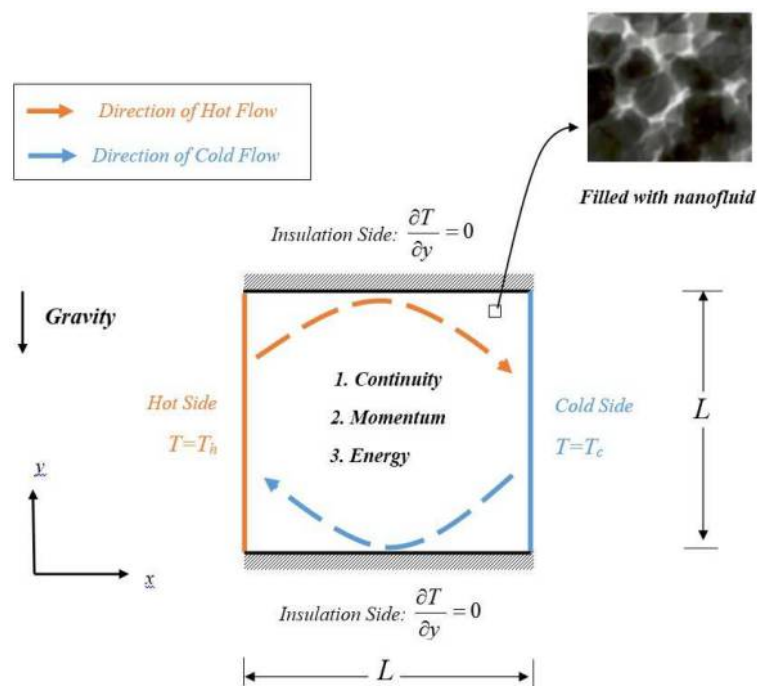 Direction of Hot Flow
Direction of Cold Flow
Filled with nanofluid
Insulation Side: ∂T/∂y = 0
Gravity
1. Continuity
2. Momentum
3. Energy
Hot Side
T=Th
Cold Side
T=Tc
L
y
x
Insulation Side: ∂T/∂y = 0
L